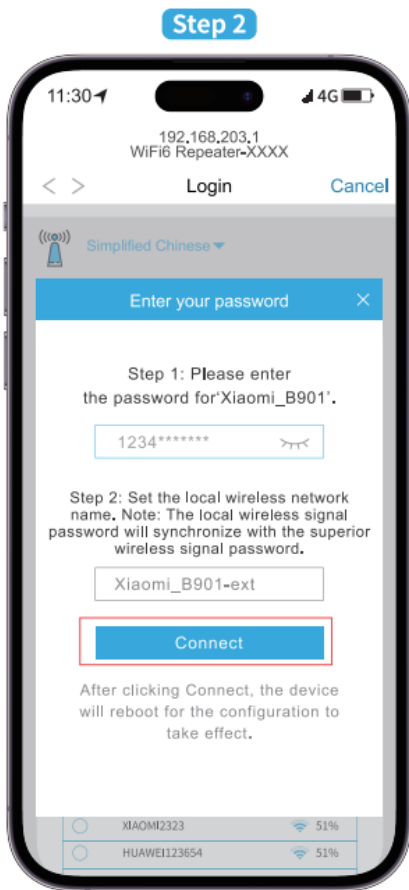 Step 2
11:30 4G
192.168.203.1
WiFi6 Repeater-XXXX
< > Login Cancel
Simplified Chinese
Enter your password ×
Step 1: Please enter
the password for‘Xiaomi_B901’.
1234*******
Step 2: Set the local wireless network
name. Note: The local wireless signal
password will synchronize with the superior
wireless signal password.
Xiaomi_B901-ext
Connect
After clicking Connect, the device
will reboot for the configuration to
take effect.
XIAOMI2323 51%
HUAWEI123654 51%